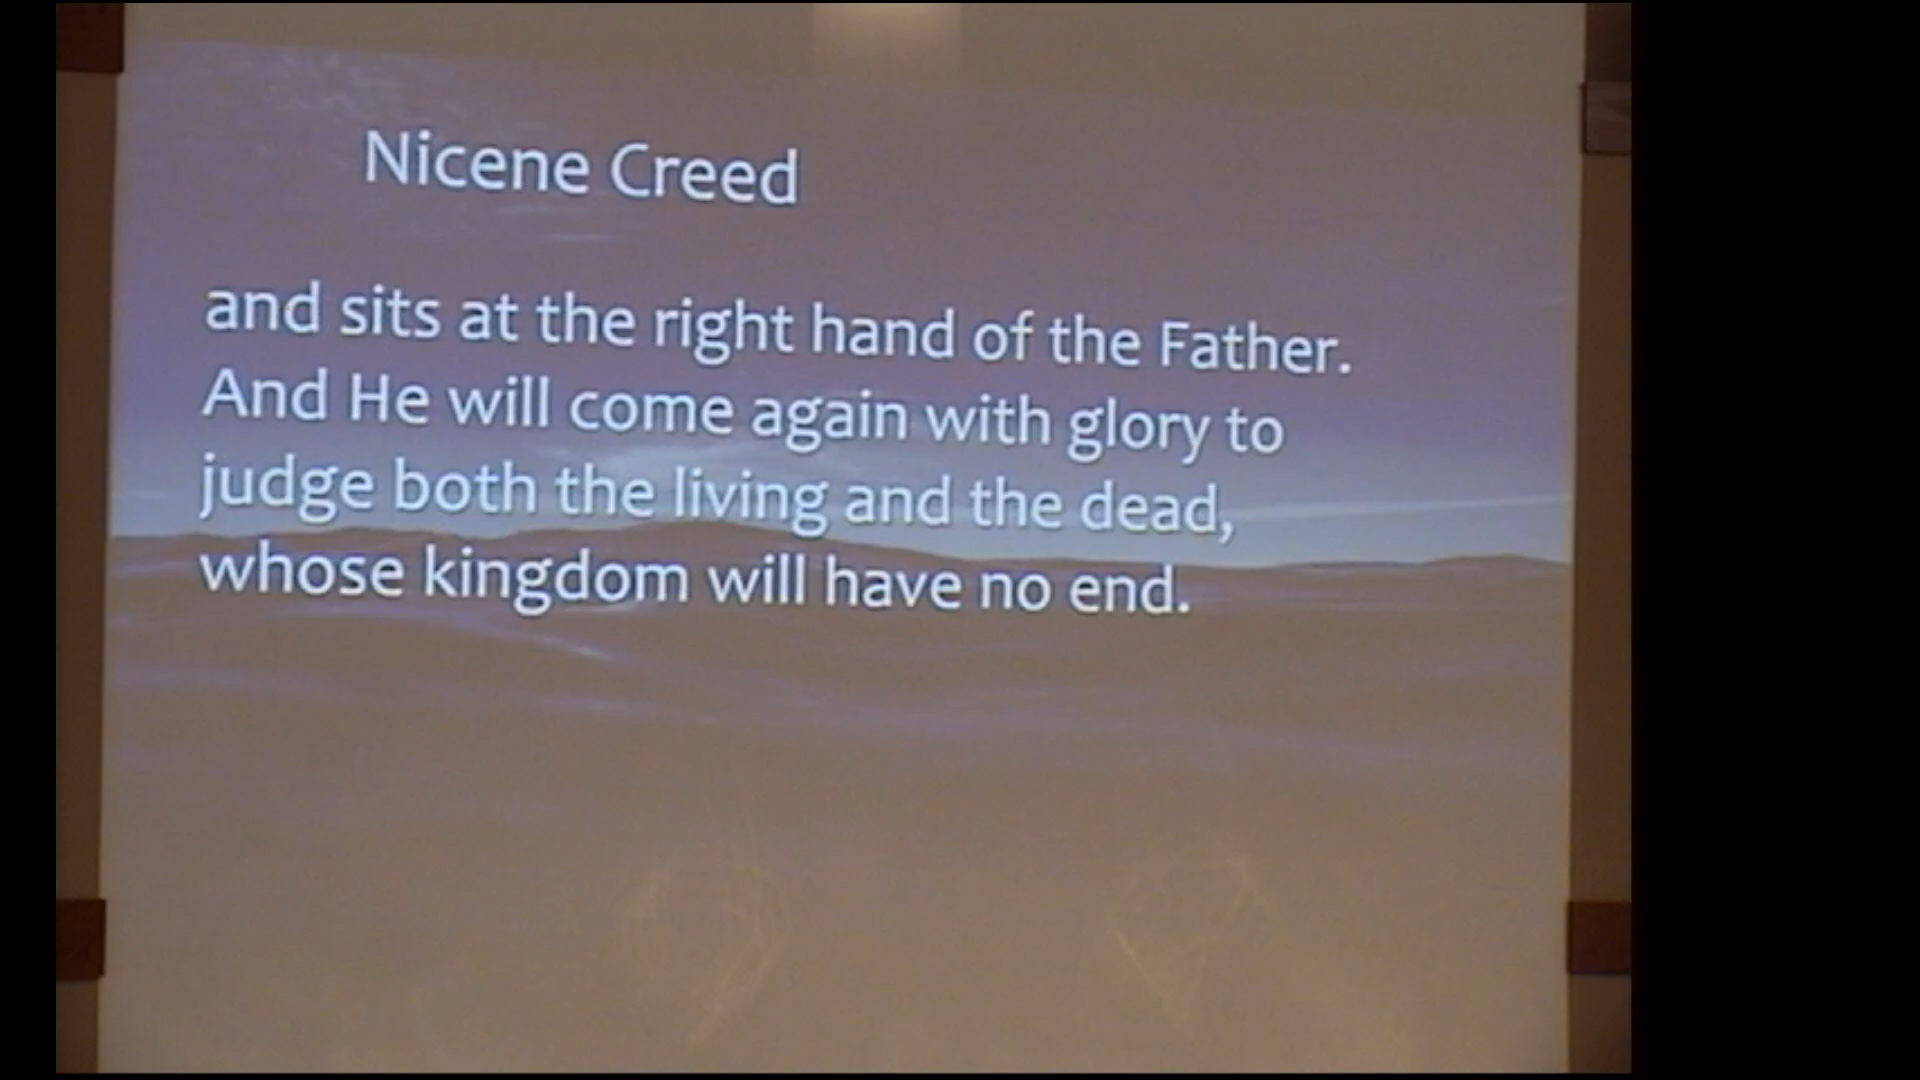 Nicene Creed
and sits at the right hand of the Father.
And He will come again with glory to
judge both the living and the dead,
whose kingdom will have no end.